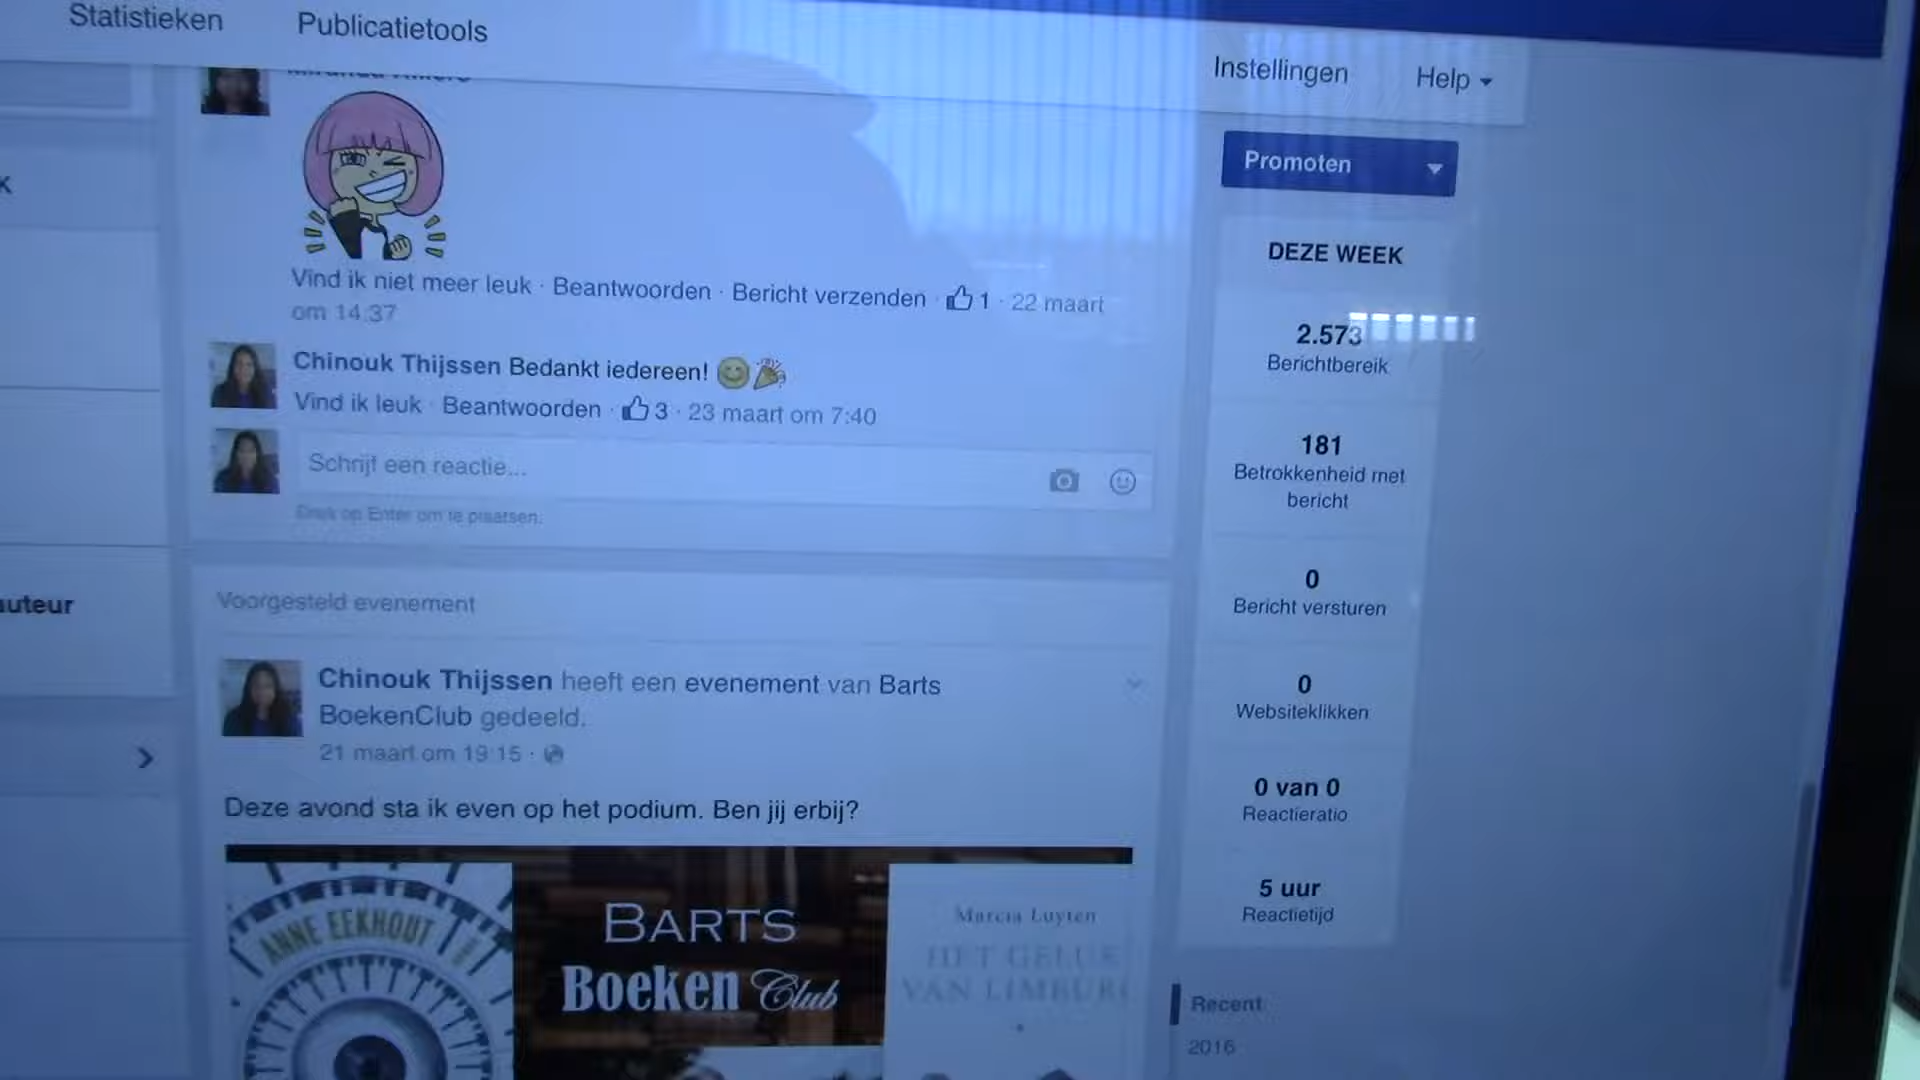 Statistieken
Publicatietools
Instellingen
Help
Promoten
Vind ik niet meer leuk · Beantwoorden · Bericht verzenden · 1 · 22 maart
om 14:37
Chinouk Thijssen Bedankt iedereen!
Vind ik leuk · Beantwoorden · 3 · 23 maart om 7:40
Schrijf een reactie...
Druk op Enter om te plaatsen.
Voorgesteld evenement
Chinouk Thijssen heeft een evenement van Barts
BoekenClub gedeeld.
21 maart om 19:15 ·
Deze avond sta ik even op het podium. Ben jij erbij?
ANNE EEKHOUT
BARTS
Boeken Club
Marcia Luyten
HET GELUK
VAN LIMBURG
auteur
DEZE WEEK
2.573
Berichtbereik
181
Betrokkenheid met
bericht
0
Bericht versturen
0
Websiteklikken
0 van 0
Reactieratio
5 uur
Reactietijd
Recent
2016